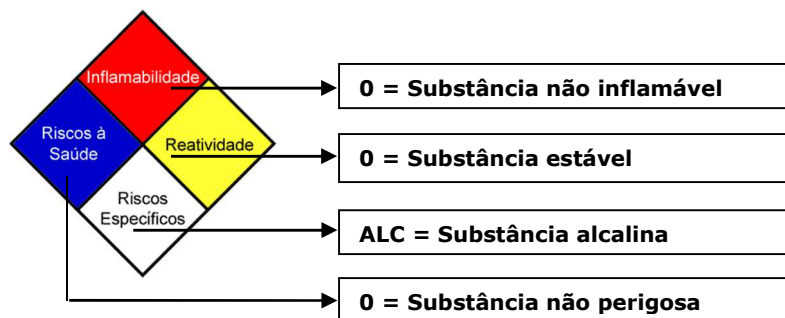 Inflamabilidade
0 = Substância não inflamável
Riscos à
Saúde
Reatividade
0 = Substância estável
Riscos
Específicos
ALC = Substância alcalina
0 = Substância não perigosa